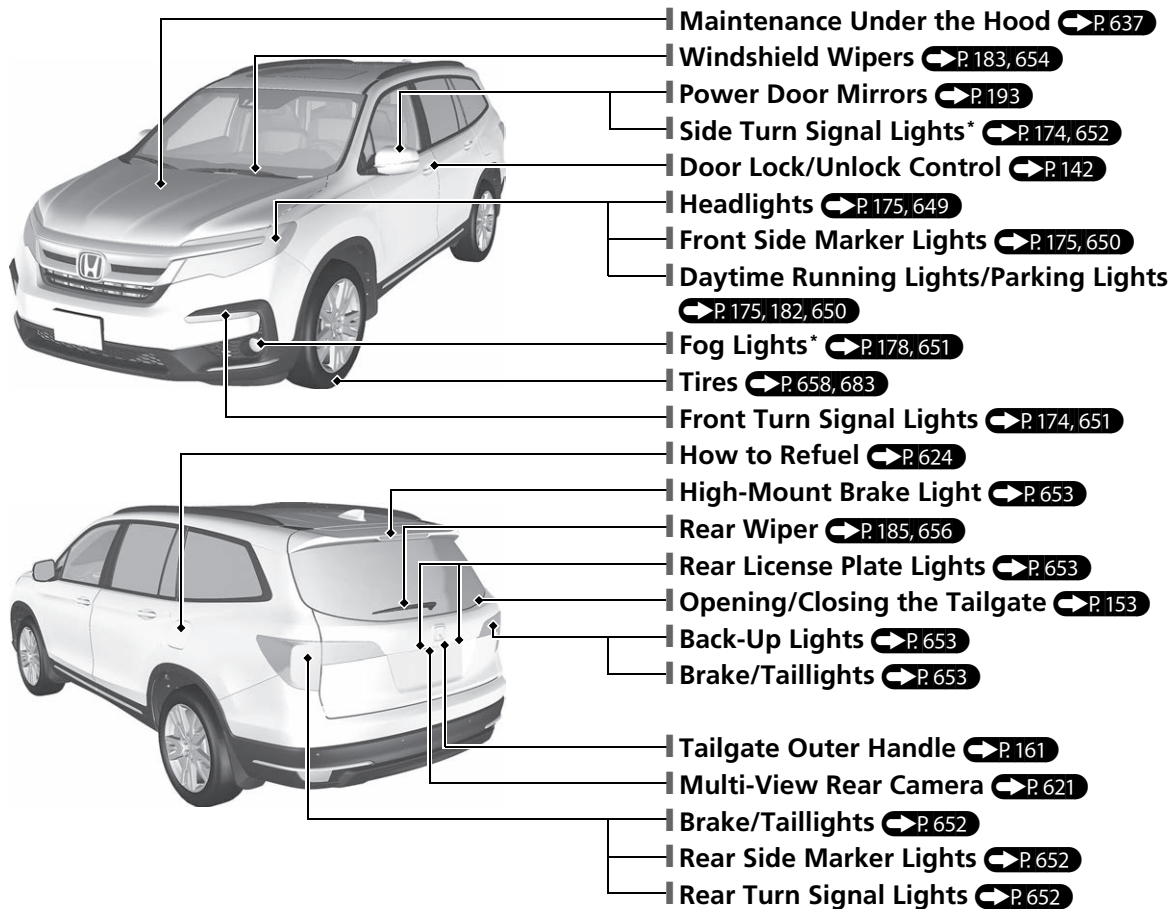 Maintenance Under the Hood P. 637
Windshield Wipers P. 183, 654
Power Door Mirrors P. 193
Side Turn Signal Lights* P. 174, 652
Door Lock/Unlock Control P. 142
Headlights P. 175, 649
Front Side Marker Lights P. 175, 650
Daytime Running Lights/Parking Lights
P. 175, 182, 650
Fog Lights* P. 178, 651
Tires P. 658, 683
Front Turn Signal Lights P. 174, 651
How to Refuel P. 624
High-Mount Brake Light P. 653
Rear Wiper P. 185, 656
Rear License Plate Lights P. 653
Opening/Closing the Tailgate P. 153
Back-Up Lights P. 653
Brake/Taillights P. 653
Tailgate Outer Handle P. 161
Multi-View Rear Camera P. 621
Brake/Taillights P. 652
Rear Side Marker Lights P. 652
Rear Turn Signal Lights P. 652